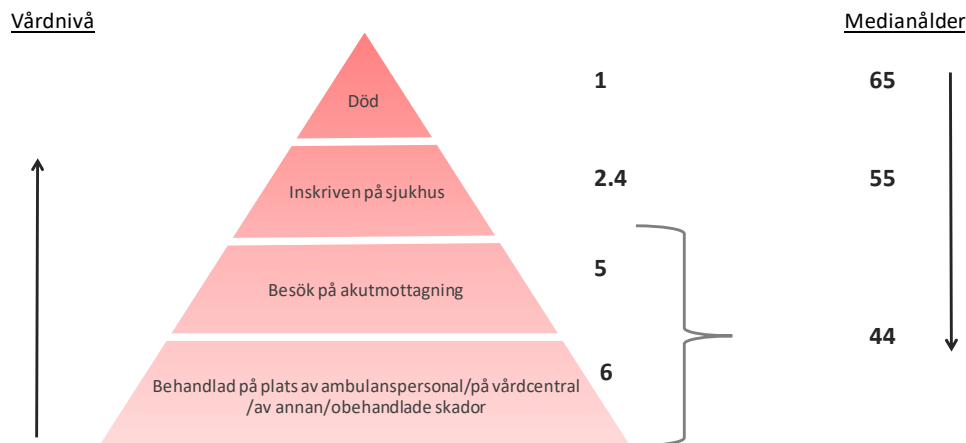 Vårdnivå
Medianålder
Död
1
65
Inskriven på sjukhus
2.4
55
Besök på akutmottagning
5
44
Behandlad på plats av ambulanspersonal/på vårdcentral
/av annan/obehandlade skador
6